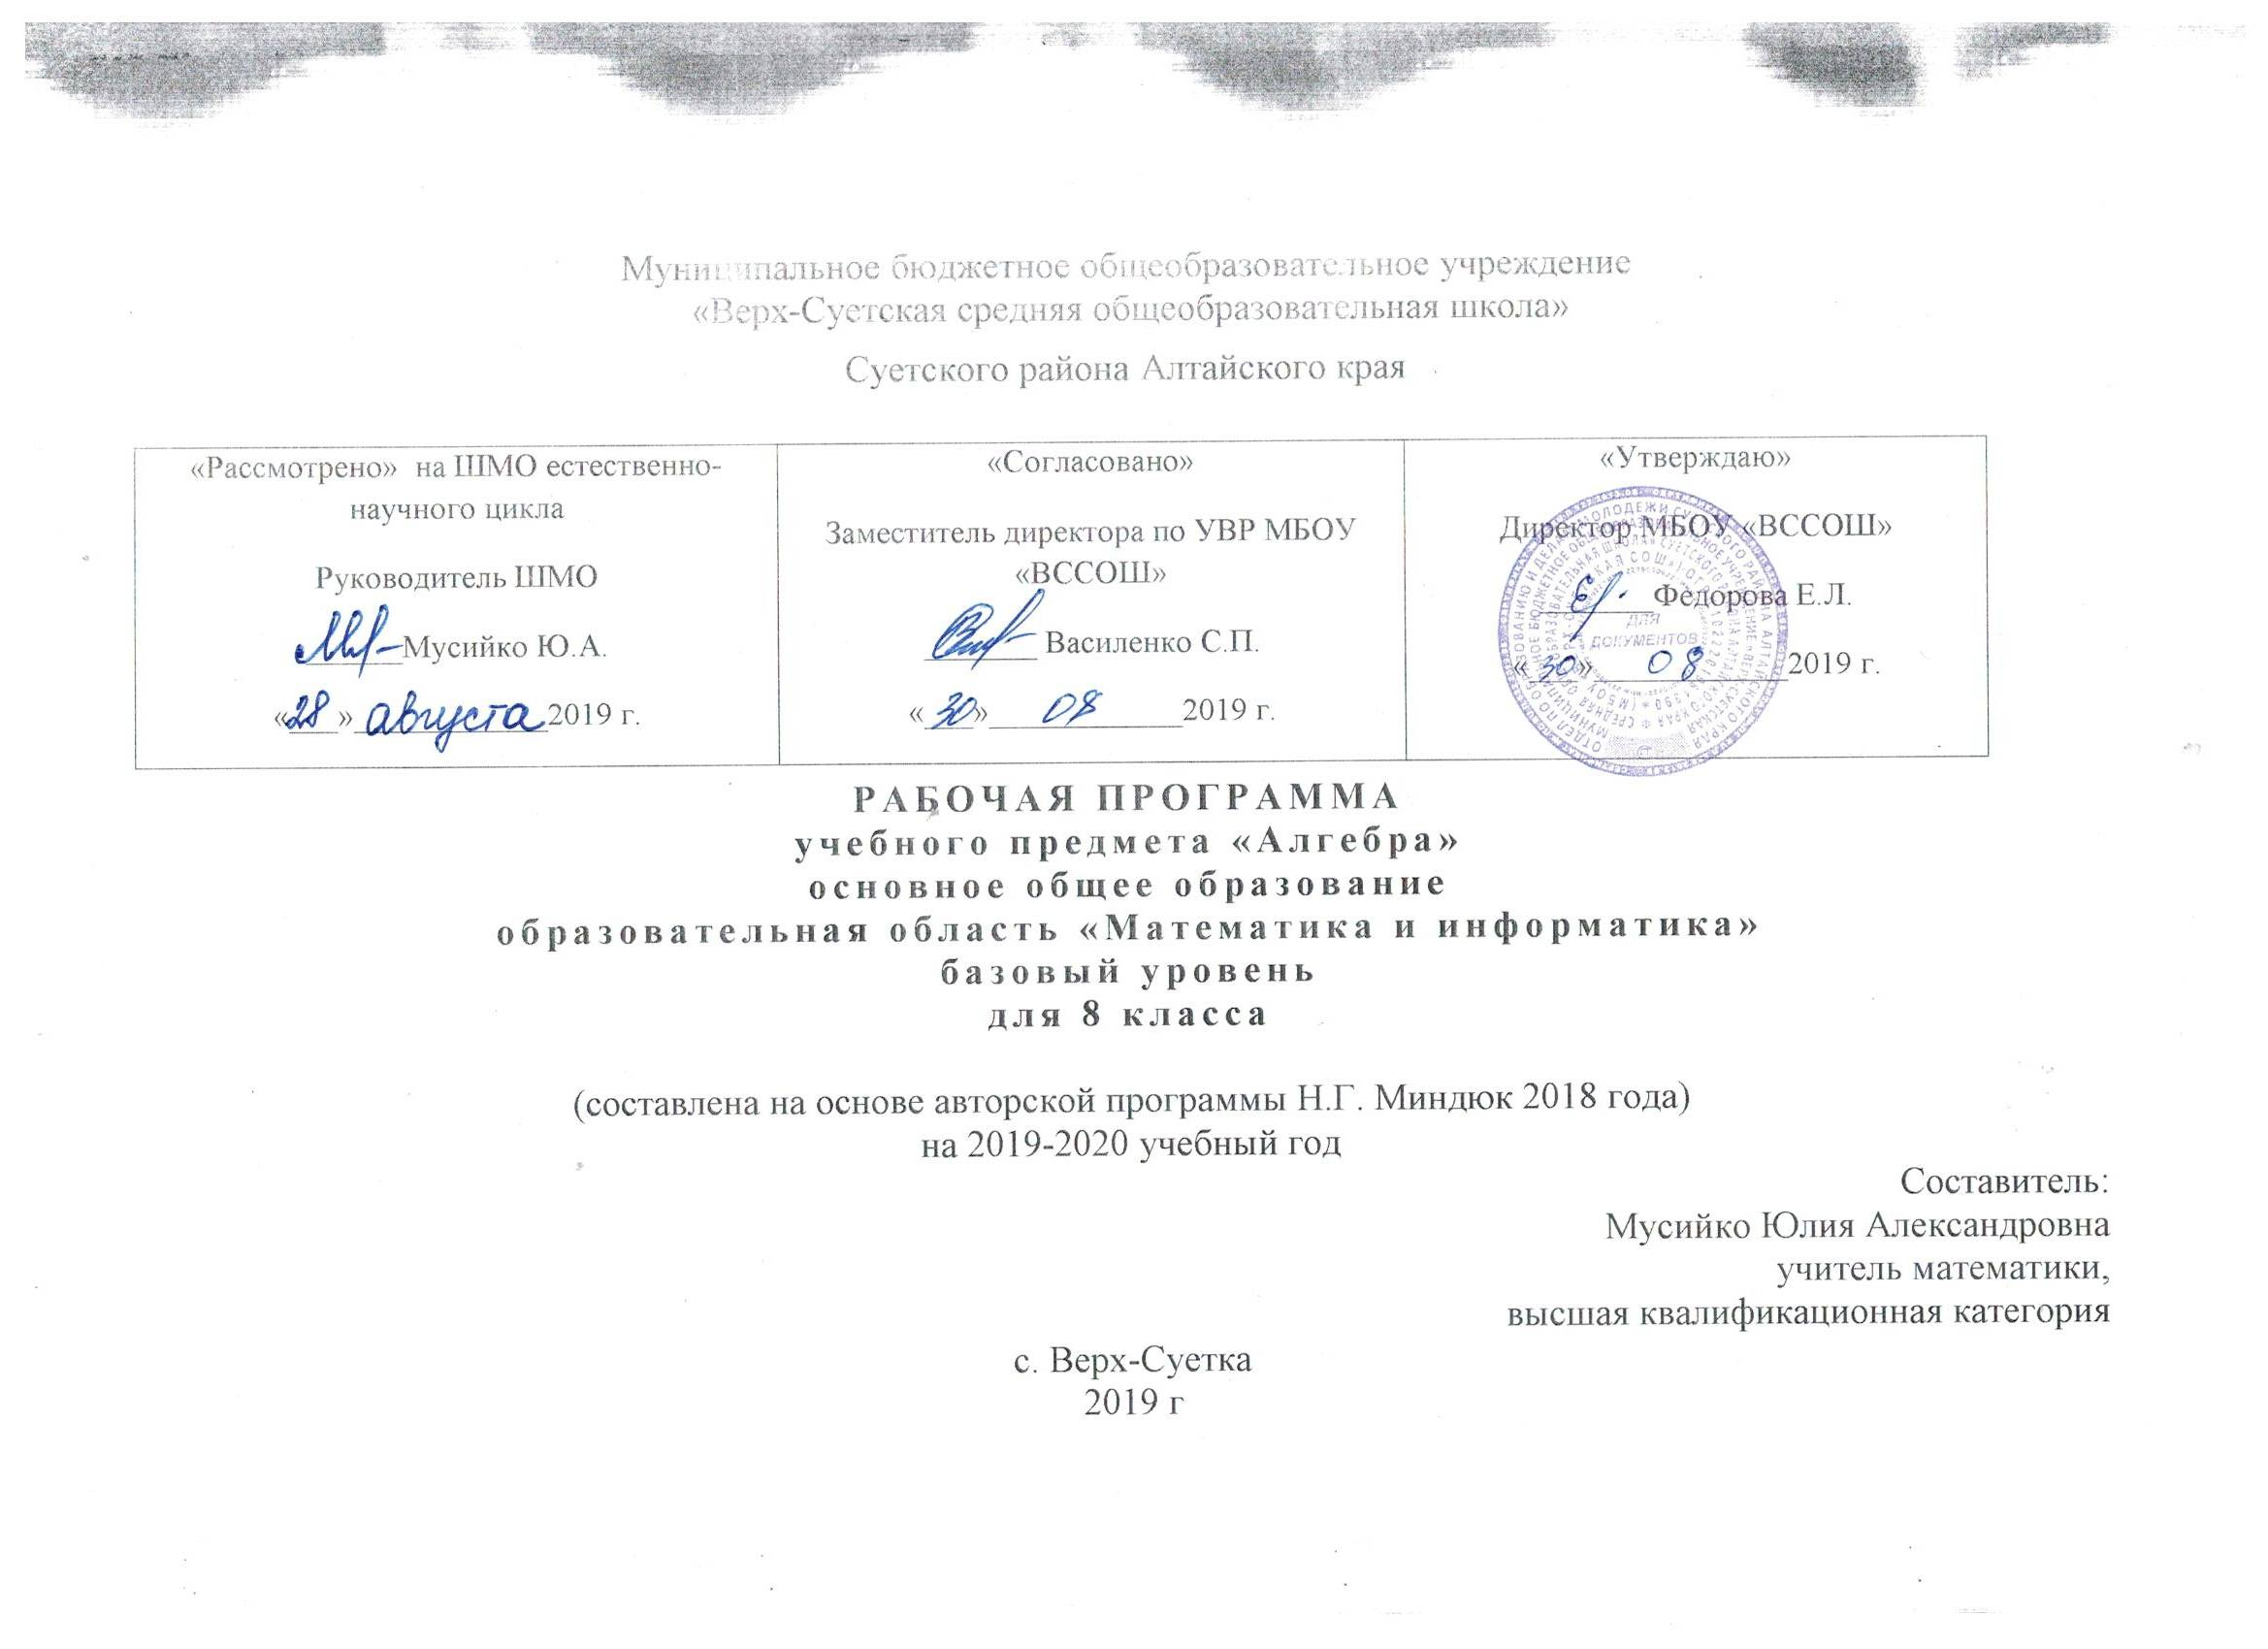 Муниципальное бюджетное общеобразовательное учреждение
«Верх-Суетская средняя общеобразовательная школа»
Суетского района Алтайского края
«Рассмотрено» на ШМО естественно-
научного цикла
Руководитель ШМО
Мусийко Ю.А.
«28» августа 2019 г.
«Согласовано»
Заместитель директора по УВР МБОУ
«ВССОШ»
Василенко С.П.
«30» 08 2019 г.
«Утверждаю»
Директор МБОУ «ВССОШ»
Федорова Е.Л.
«30» 08 2019 г.
ДЛЯ
ДОКУМЕНТОВ
РАБОЧАЯ ПРОГРАММА
учебного предмета «Алгебра»
основное общее образование
образовательная область «Математика и информатика»
базовый уровень
для 8 класса
(составлена на основе авторской программы Н.Г. Миндюк 2018 года)
на 2019-2020 учебный год
Составитель:
Мусийко Юлия Александровна
учитель математики,
высшая квалификационная категория
с. Верх-Суетка
2019 г